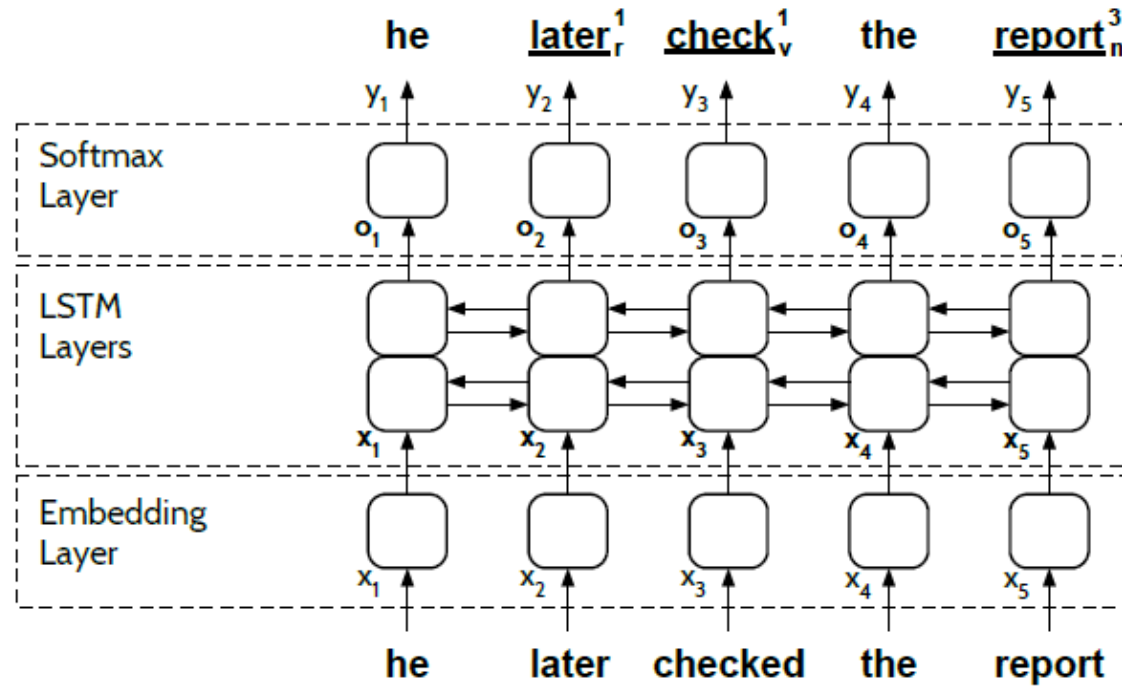 he later¹ᵣ check¹ᵥ the report³ₙ
y₁ y₂ y₃ y₄ y₅
Softmax
Layer
o₁ o₂ o₃ o₄ o₅
LSTM
Layers
x₁ x₂ x₃ x₄ x₅
Embedding
Layer
x₁ x₂ x₃ x₄ x₅
he later checked the report